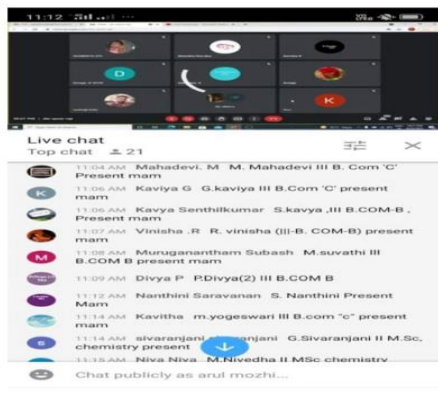 11:12
D
K
Live chat
Top chat 21
11:04 AM Mahadevi. M M. Mahadevi III B. Com 'C'
Present mam
K
11:06 AM Kaviya G G.kaviya III B.Com 'C' present
mam
11:06 AM Kavya Senthilkumar S.kavya ,III B.COM-B ,
Present mam
11:07 AM Vinisha .R R. vinisha (|||-B. COM-B) present
mam
M
11:08 AM Muruganantham Subash M.suvathi III
B.COM B present mam
11:09 AM Divya P P.Divya(2) III B.COM B
11:12 AM Nanthini Saravanan S. Nanthini Present
Mam
11:14 AM Kavitha m.yogeswari III B.com "c" present
mam
S
11:14 AM sivaranjani G.Sivaranjani II M.Sc,
chemistry present
11:15 AM Niva Niva M.Nivedha II MSc chemistry
Chat publicly as arul mozhi...